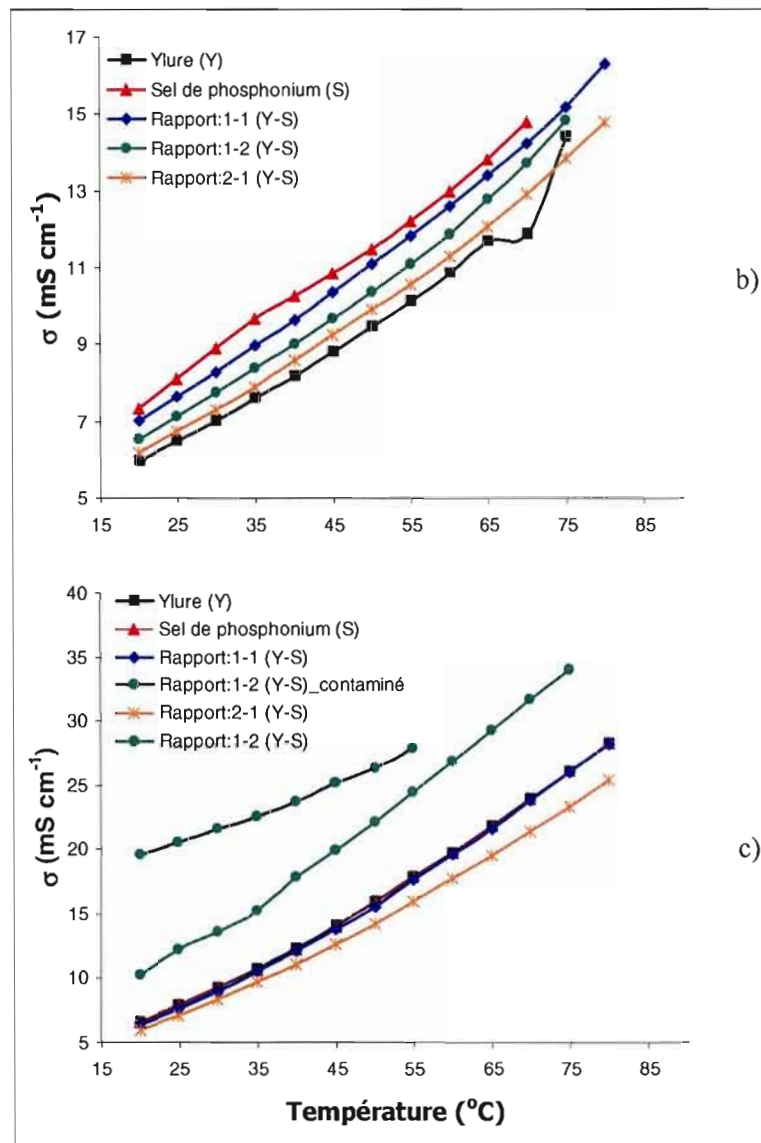 17
15
13
11
9
7
5
σ (mS cm⁻¹)
Ylure (Y)
Sel de phosphonium (S)
Rapport:1-1 (Y-S)
Rapport:1-2 (Y-S)
Rapport:2-1 (Y-S)
15 25 35 45 55 65 75 85
b)
40
35
30
25
20
15
10
5
σ (mS cm⁻¹)
Ylure (Y)
Sel de phosphonium (S)
Rapport:1-1 (Y-S)
Rapport:1-2 (Y-S)_contaminé
Rapport:2-1 (Y-S)
Rapport:1-2 (Y-S)
15 25 35 45 55 65 75 85
c)
Température (°C)